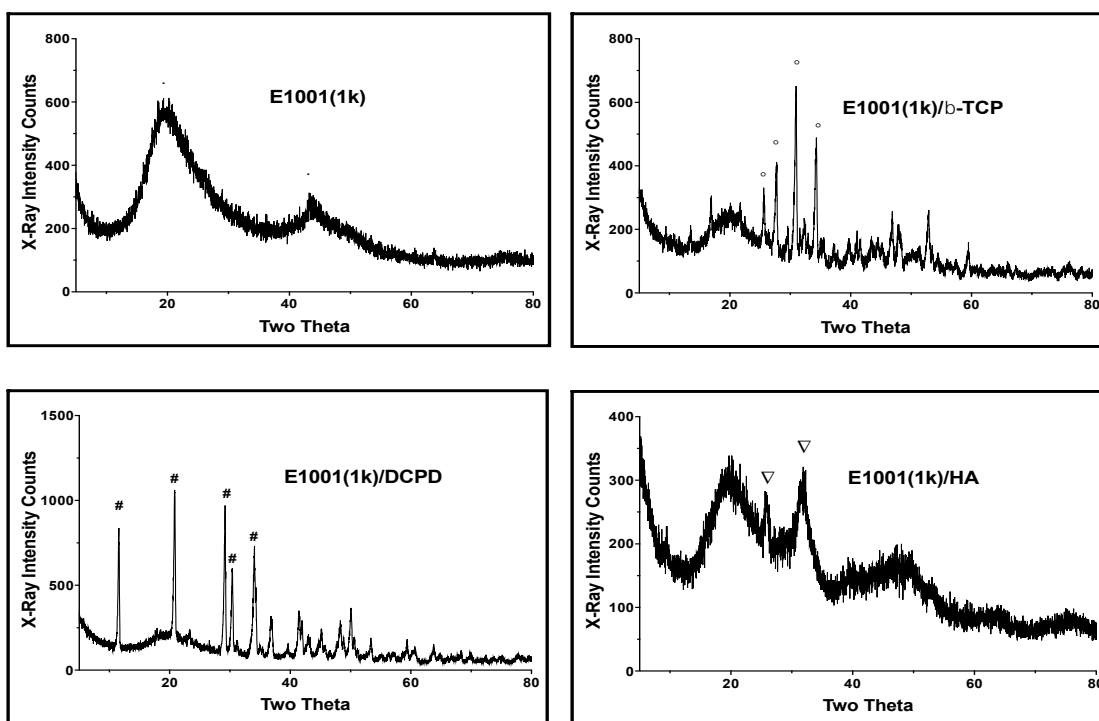 E1001(1k)
X-Ray Intensity Counts
800
600
400
200
0
20
40
60
80
Two Theta
E1001(1k)/b-TCP
X-Ray Intensity Counts
800
600
400
200
0
20
40
60
80
Two Theta
E1001(1k)/DCPD
X-Ray Intensity Counts
1500
1000
500
0
# # # # #
20
40
60
80
Two Theta
E1001(1k)/HA
X-Ray Intensity Counts
400
300
200
100
0
20
40
60
80
Two Theta